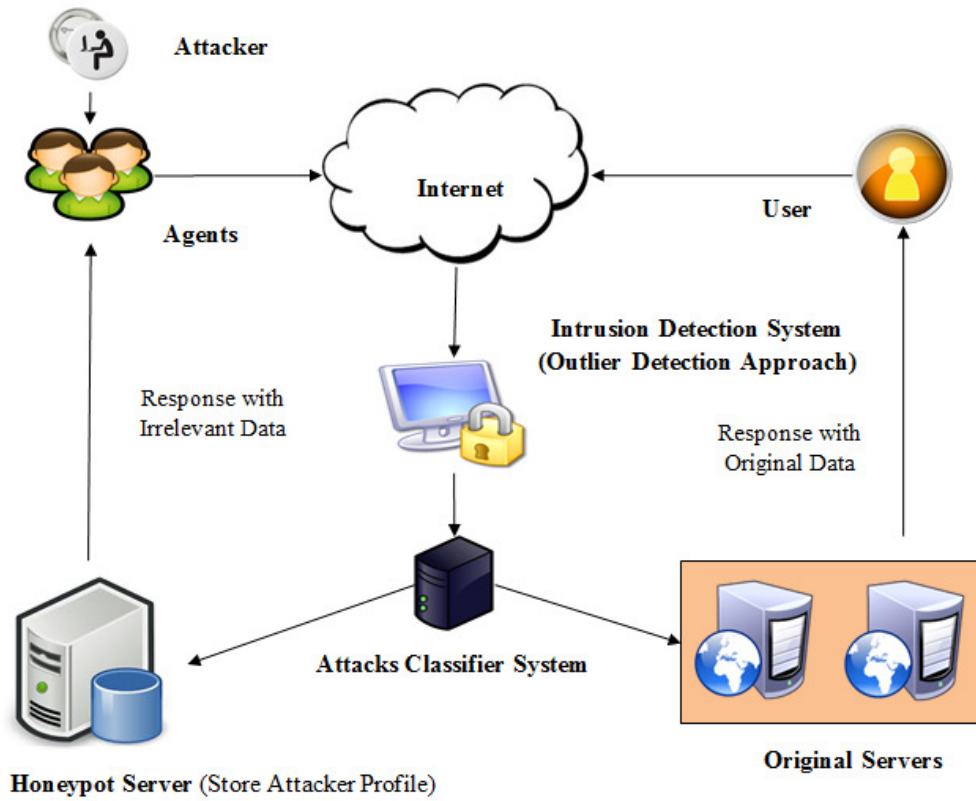 Attacker
Internet
User
Agents
Intrusion Detection System
(Outlier Detection Approach)
Response with
Irrelevant Data
Response with
Original Data
Attacks Classifier System
Original Servers
Honeypot Server (Store Attacker Profile)